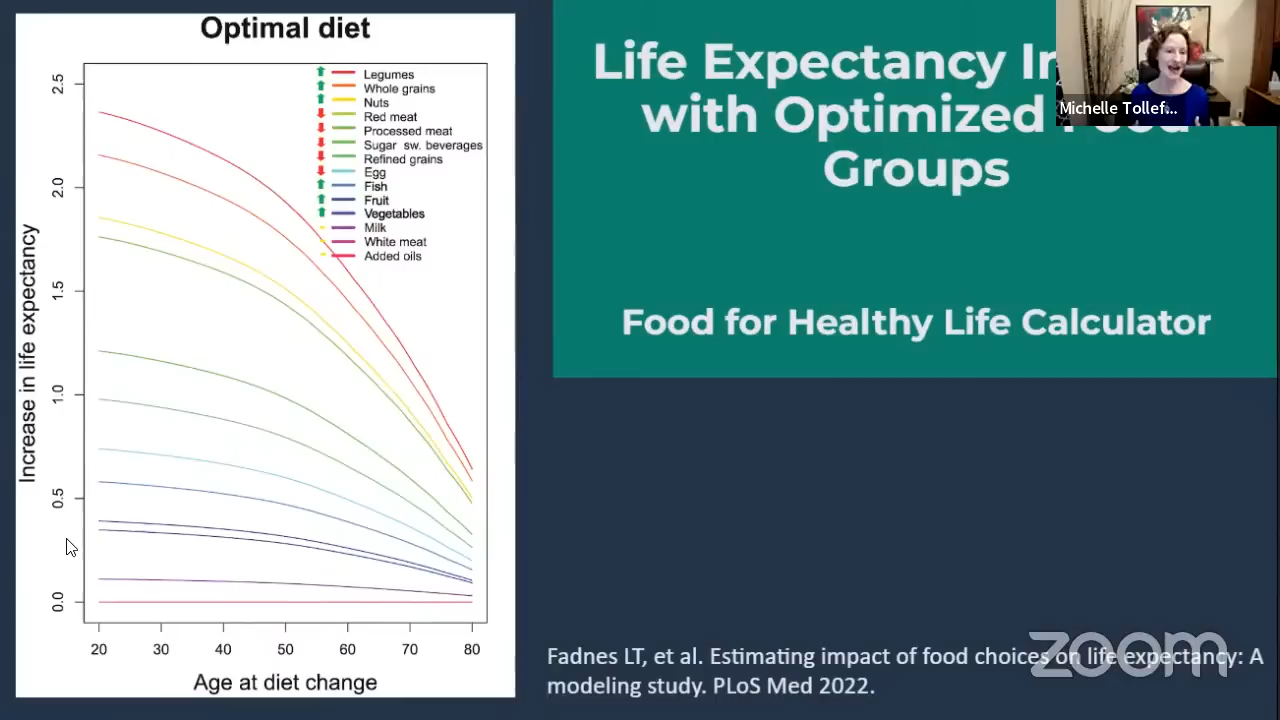 Optimal diet
2.5
2.0
1.5
1.0
0.5
0.0
Increase in life expectancy
Legumes
Whole grains
Nuts
Red meat
Processed meat
Sugar sw. beverages
Refined grains
Egg
Fish
Fruit
Vegetables
Milk
White meat
Added oils
20 30 40 50 60 70 80
Age at diet change
Life Expectancy
with Optimized
Groups
Food for Healthy Life Calculator
Michelle Tollef...
Fadnes LT, et al. Estimating impact of food choices on life expectancy: A
modeling study. PLoS Med 2022.
zoom